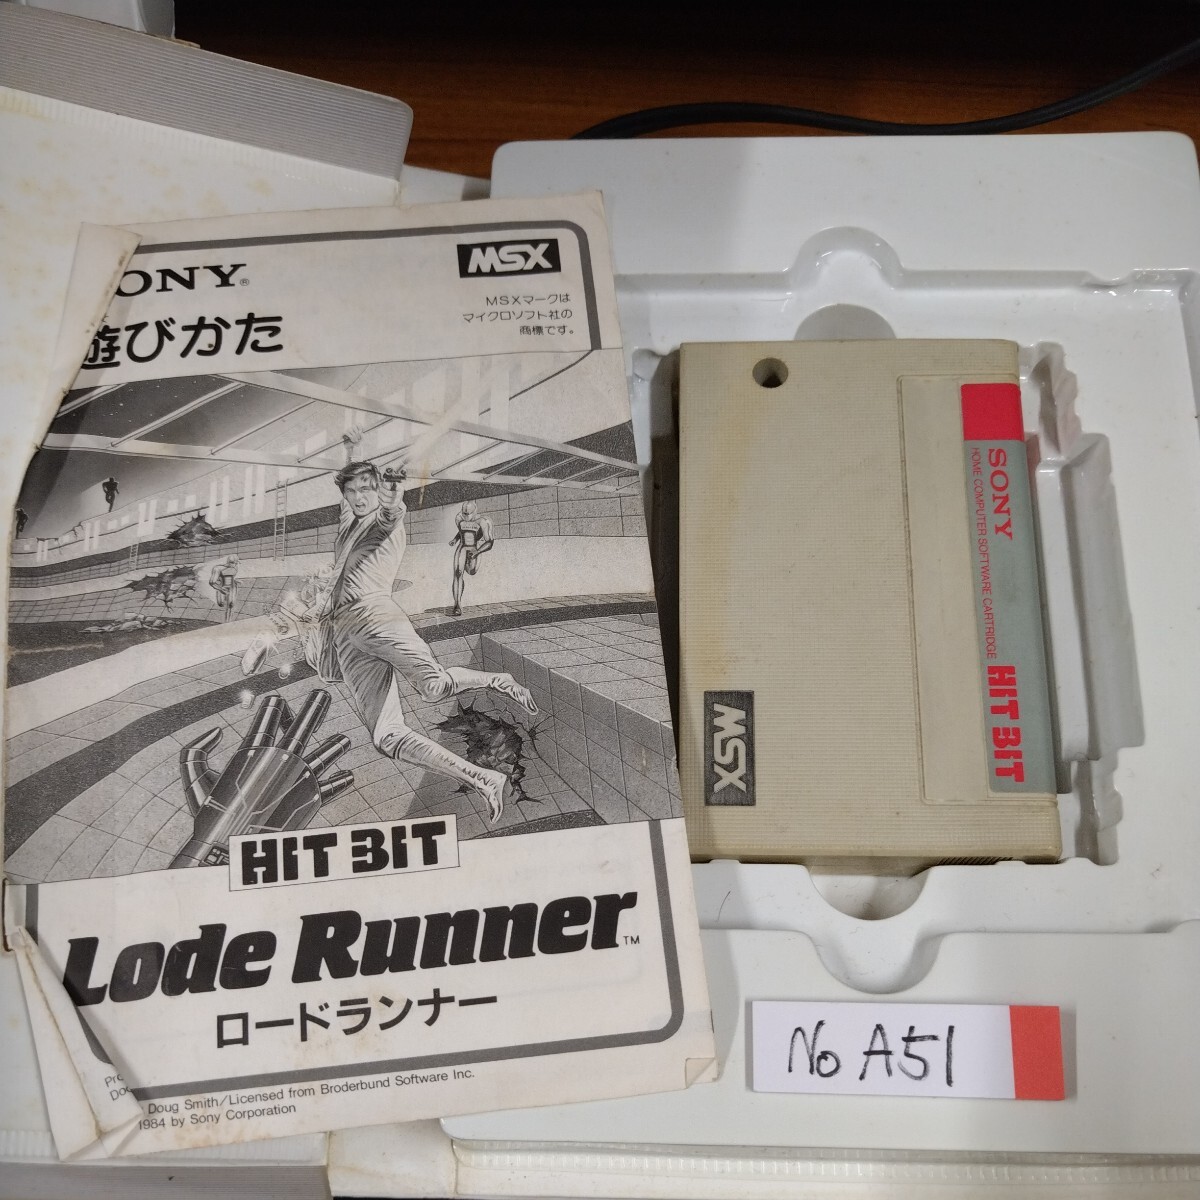 SONY®
遊びかた
MSX
MSXマークは
マイクロソフト社の
商標です。
HIT BIT
Lode Runner™
ロードランナー
Doug Smith/Licensed from Broderbund Software Inc.
1984 by Sony Corporation
SONY
HOME COMPUTER SOFTWARE CARTRIDGE
HIT BIT
MSX
No A51